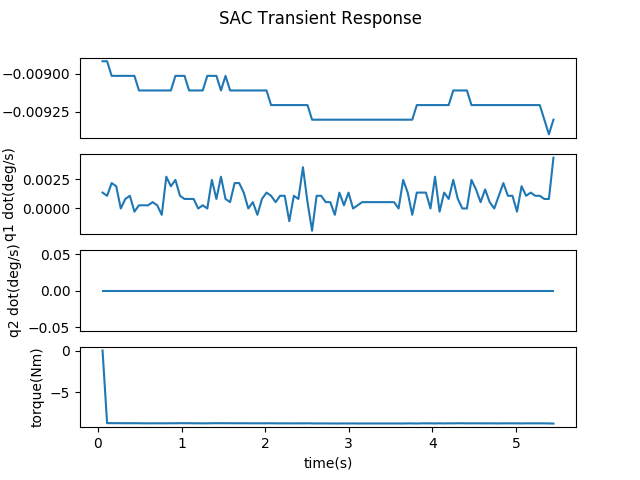 SAC Transient Response
−0.00900
−0.00925
q1 dot(deg/s)
0.0025
0.0000
q2 dot(deg/s)
0.05
0.00
−0.05
torque(Nm)
0
−5
0 1 2 3 4 5
time(s)